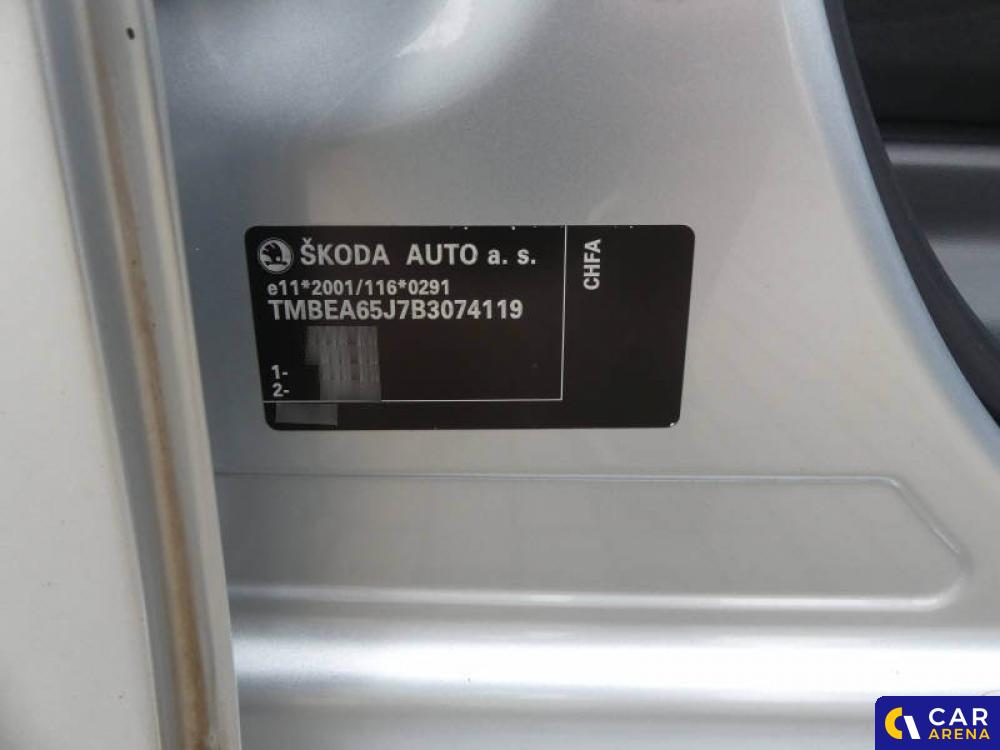 ŠKODA AUTO a. s.
e11*2001/116*0291
TMBEA65J7B3074119
1-
2-
CHFA
CAR
ARENA